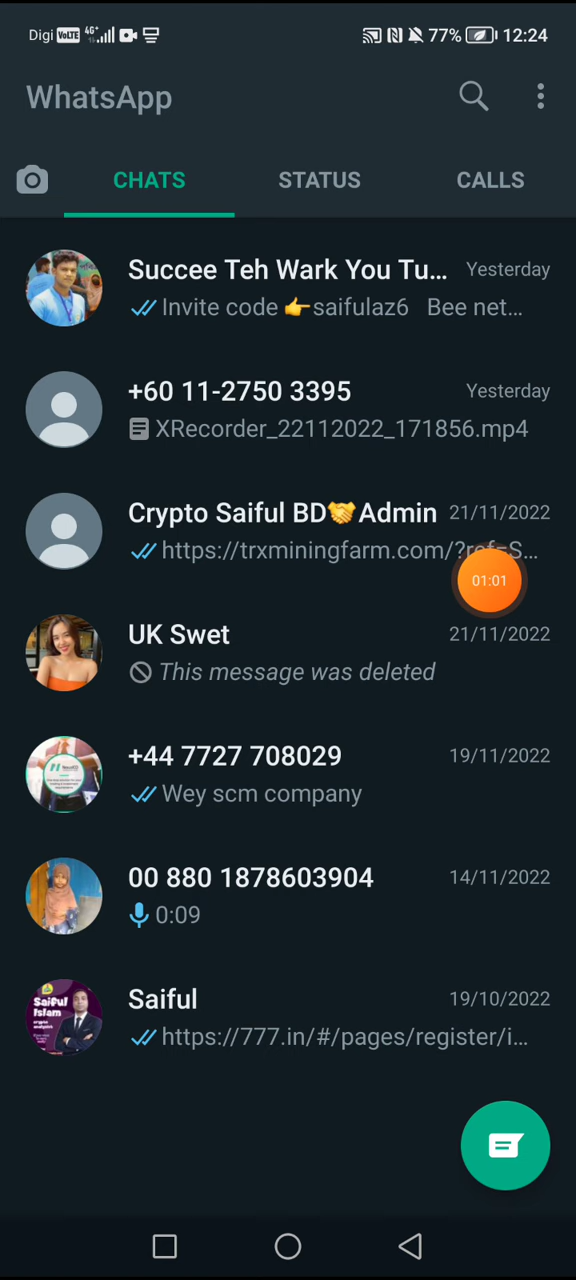 Digi VoLTE 4G+ 77% 12:24
WhatsApp
CHATS STATUS CALLS
Succee Teh Wark You Tu... Yesterday
Invite code 👉saifulaz6 Bee net...
+60 11-2750 3395 Yesterday
XRecorder_22112022_171856.mp4
Crypto Saiful BD🤝Admin 21/11/2022
https://trxminingfarm.com/?ref=S...
01:01
UK Swet 21/11/2022
This message was deleted
+44 7727 708029 19/11/2022
Wey scm company
00 880 1878603904 14/11/2022
0:09
Saiful 19/10/2022
Saiful
Islam
https://777.in/#/pages/register/i...